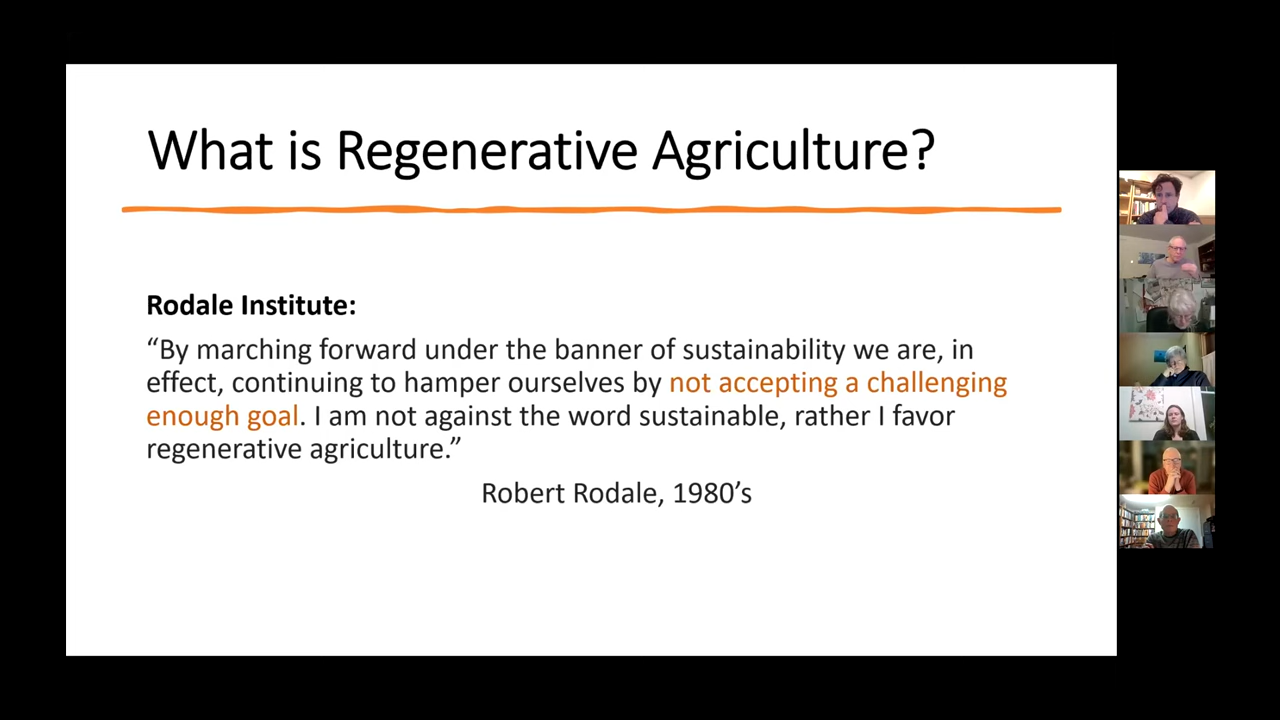 What is Regenerative Agriculture?
Rodale Institute:
“By marching forward under the banner of sustainability we are, in
effect, continuing to hamper ourselves by not accepting a challenging
enough goal. I am not against the word sustainable, rather I favor
regenerative agriculture.”
Robert Rodale, 1980’s